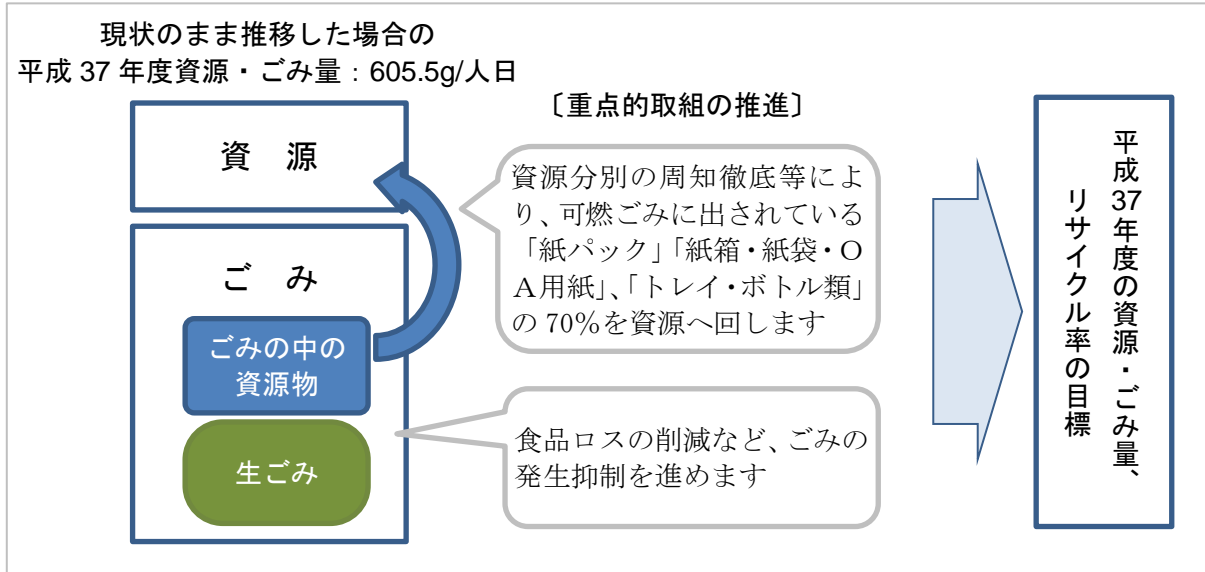 現状のまま推移した場合の
平成 37 年度資源・ごみ量：605.5g/人日
資 源
ご み
ごみの中の
資源物
生ごみ
〔重点的取組の推進〕
資源分別の周知徹底等によ
り、可燃ごみに出されている
「紙パック」「紙箱・紙袋・Ｏ
Ａ用紙」、「トレイ・ボトル類」
の 70％を資源へ回します
食品ロスの削減など、ごみの
発生抑制を進めます
平成37年度の資源・ごみ量、
リサイクル率の目標